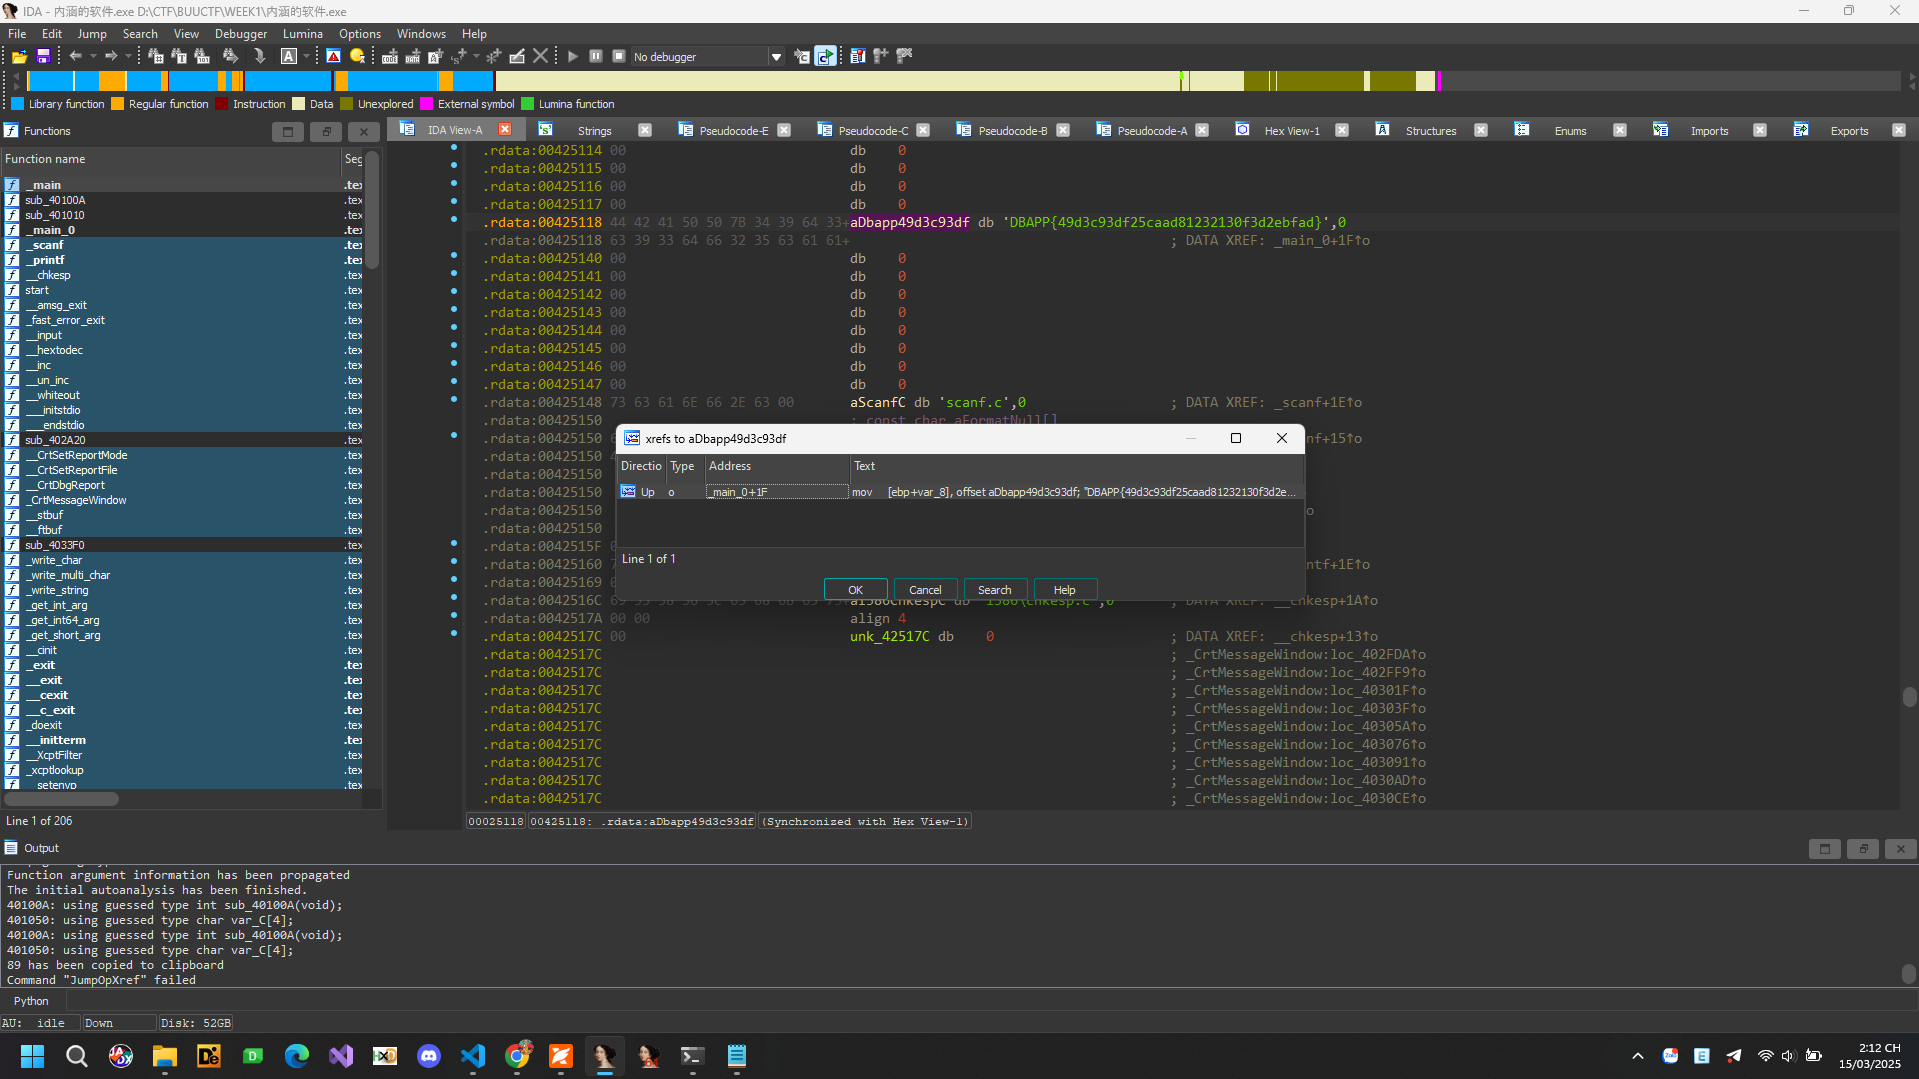 IDA - 内涵的软件.exe D:\CTF\BUUCTF\WEEK1\内涵的软件.exe
File Edit Jump Search View Debugger Lumina Options Windows Help
No debugger
Library function Regular function Instruction Data Unexplored External symbol Lumina function
Functions
IDA View-A Strings Pseudocode-E Pseudocode-C Pseudocode-B Pseudocode-A Hex View-1 Structures Enums Imports Exports
Function name Seg
_main .tex
sub_40100A .tex
sub_401010 .tex
_main_0 .tex
_scanf .tex
_printf .tex
__chkesp .tex
start .tex
__amsg_exit .tex
_fast_error_exit .tex
__input .tex
__hextodec .tex
__inc .tex
__un_inc .tex
__whiteout .tex
___initstdio .tex
___endstdio .tex
sub_402A20 .tex
__CrtSetReportMode .tex
__CrtSetReportFile .tex
__CrtDbgReport .tex
_CrtMessageWindow .tex
__stbuf .tex
__ftbuf .tex
sub_4033F0 .tex
_write_char .tex
_write_multi_char .tex
_write_string .tex
_get_int_arg .tex
_get_int64_arg .tex
_get_short_arg .tex
__cinit .tex
_exit .tex
__exit .tex
__cexit .tex
__c_exit .tex
_doexit .tex
__initterm .tex
__XcptFilter .tex
_xcptlookup .tex
setenvp .tex
Line 1 of 206
.rdata:00425114 00 db 0
.rdata:00425115 00 db 0
.rdata:00425116 00 db 0
.rdata:00425117 00 db 0
.rdata:00425118 44 42 41 50 50 7B 34 39 64 33+aDbapp49d3c93df db 'DBAPP{49d3c93df25caad81232130f3d2ebfad}',0
.rdata:00425118 63 39 33 64 66 32 35 63 61 61+ ; DATA XREF: _main_0+1F↑o
.rdata:00425140 00 db 0
.rdata:00425141 00 db 0
.rdata:00425142 00 db 0
.rdata:00425143 00 db 0
.rdata:00425144 00 db 0
.rdata:00425145 00 db 0
.rdata:00425146 00 db 0
.rdata:00425147 00 db 0
.rdata:00425148 73 63 61 6E 66 2E 63 00 aScanfC db 'scanf.c',0 ; DATA XREF: _scanf+1E↑o
.rdata:00425150 ; const char aFormatNull[]
.rdata:00425150 nf+15↑o
.rdata:00425150
.rdata:00425150
.rdata:00425150
.rdata:00425150 o
.rdata:00425150
.rdata:0042515F
.rdata:00425160 ntf+1E↑o
.rdata:00425169
.rdata:0042516C 69 33 38 36 5C 63 68 6B 65 73+aI386ChkespC db 'i386\chkesp.c',0 ; DATA XREF: __chkesp+1A↑o
.rdata:0042517A 00 00 align 4
.rdata:0042517C 00 unk_42517C db 0 ; DATA XREF: __chkesp+13↑o
.rdata:0042517C ; _CrtMessageWindow:loc_402FDA↑o
.rdata:0042517C ; _CrtMessageWindow:loc_402FF9↑o
.rdata:0042517C ; _CrtMessageWindow:loc_40301F↑o
.rdata:0042517C ; _CrtMessageWindow:loc_40303F↑o
.rdata:0042517C ; _CrtMessageWindow:loc_40305A↑o
.rdata:0042517C ; _CrtMessageWindow:loc_403076↑o
.rdata:0042517C ; _CrtMessageWindow:loc_403091↑o
.rdata:0042517C ; _CrtMessageWindow:loc_4030AD↑o
.rdata:0042517C ; _CrtMessageWindow:loc_4030CE↑o
xrefs to aDbapp49d3c93df
Directio Type Address Text
Up o _main_0+1F mov [ebp+var_8], offset aDbapp49d3c93df; "DBAPP{49d3c93df25caad81232130f3d2e...
Line 1 of 1
OK Cancel Search Help
00025118 00425118: .rdata:aDbapp49d3c93df (Synchronized with Hex View-1)
Output
Function argument information has been propagated
The initial autoanalysis has been finished.
40100A: using guessed type int sub_40100A(void);
401050: using guessed type char var_C[4];
40100A: using guessed type int sub_40100A(void);
401050: using guessed type char var_C[4];
89 has been copied to clipboard
Command "JumpOpXref" failed
Python
AU: idle Down Disk: 52GB
2:12 CH
15/03/2025